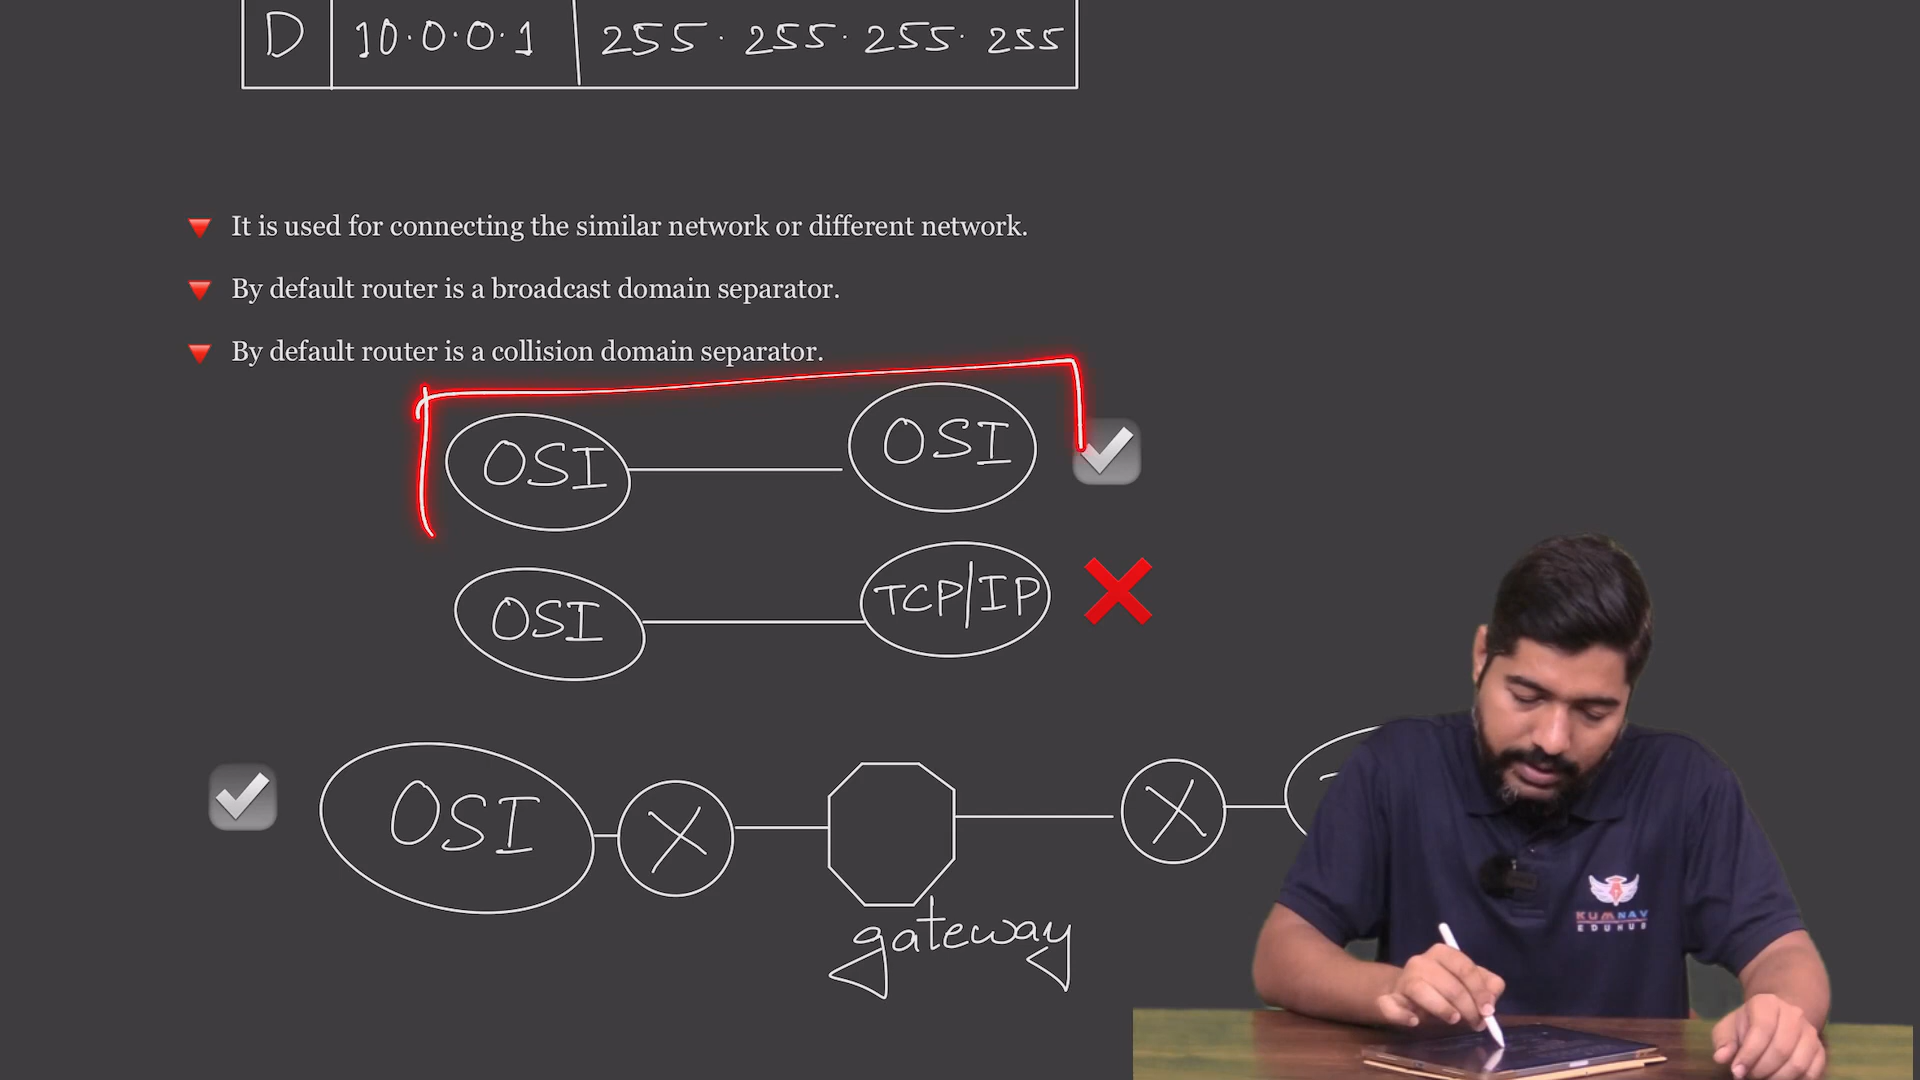 D 10.0.0.1 255.255.255.255
It is used for connecting the similar network or different network.
By default router is a broadcast domain separator.
By default router is a collision domain separator.
OSI OSI
OSI TCP/IP
OSI X X
gateway
KUMNAV
EDUHUB